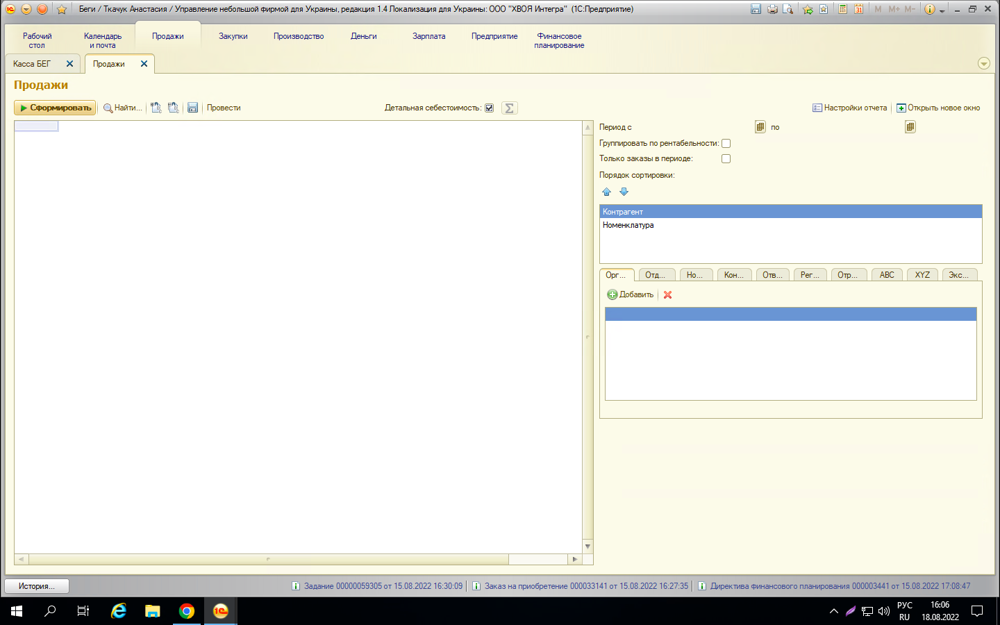 Беги / Ткачук Анастасия / Управление небольшой фирмой для Украины, редакция 1.4 Локализация для Украины: ООО "ХВОЯ Интегра" (1С:Предприятие)
31
M M+ M-
Рабочий стол
Календарь и почта
Продажи
Закупки
Производство
Деньги
Зарплата
Предприятие
Финансовое планирование
Касса БЕГ
Продажи
Продажи
Сформировать
Найти...
Провести
Детальная себестоимость:
Σ
Настройки отчета
Открыть новое окно
Период с
по
Группировать по рентабельности:
Только заказы в периоде:
Порядок сортировки:
Контрагент
Номенклатура
Орг... Отд... Но... Кон... Отв... Рег... Отр... ABC XYZ Экс...
Добавить
История...
Задание 00000059305 от 15.08.2022 16:30:09
Заказ на приобретение 000033141 от 15.08.2022 16:27:35
Директива финансового планирования 000003441 от 15.08.2022 17:08:47
РУС
RU
16:06
18.08.2022